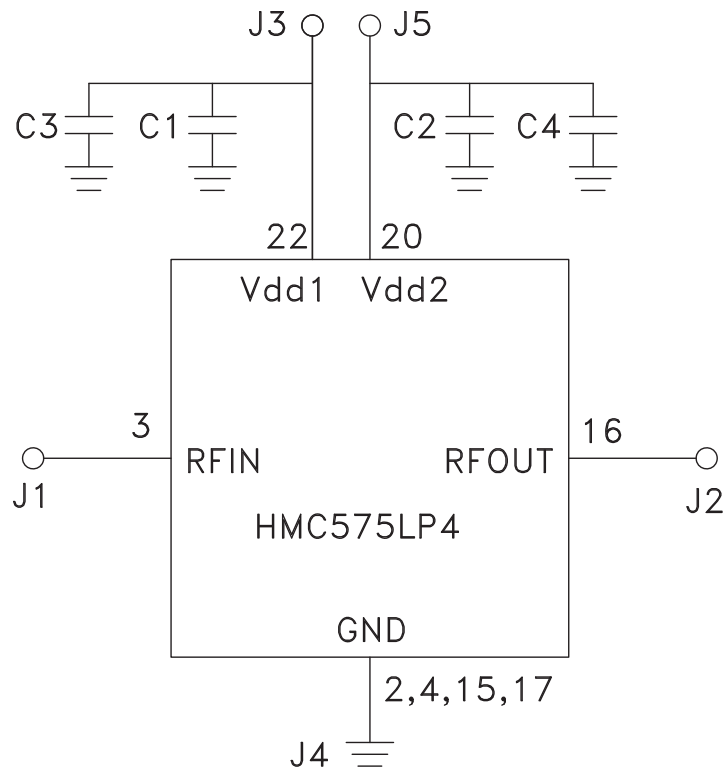 J3 J5
C3 C1 C2 C4
22 20
Vdd1 Vdd2
3 16
RFIN RFOUT
J1 J2
HMC575LP4
GND
2,4,15,17
J4